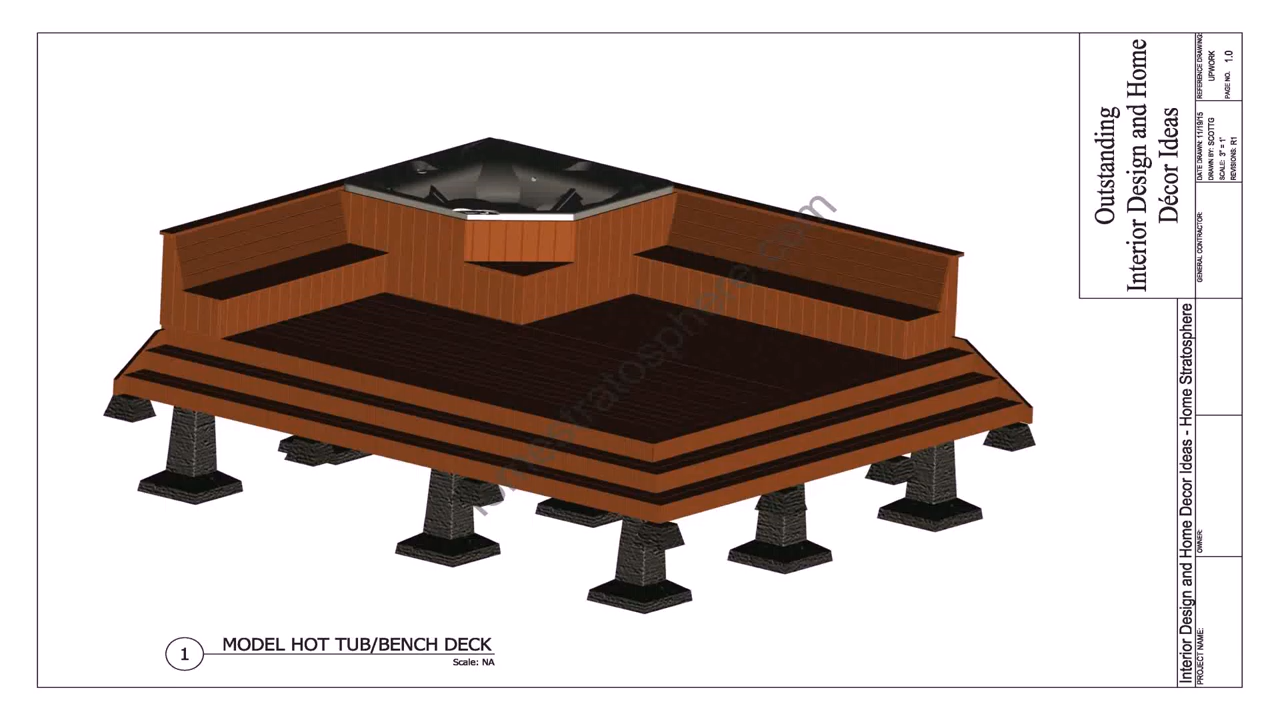 Outstanding
Interior Design and Home
Décor Ideas
REFERENCE DRAWING:
UPWORK
PAGE NO. 1.0
DATE DRAWN: 11/19/15
DRAWN BY: SCOTTG
SCALE: 3" = 1'
REVISIONS: R1
GENERAL CONTRACTOR:
OWNER:
PROJECT NAME:
Interior Design and Home Decor Ideas - Home Stratosphere
homestratosphere.com
1
MODEL HOT TUB/BENCH DECK
Scale: NA